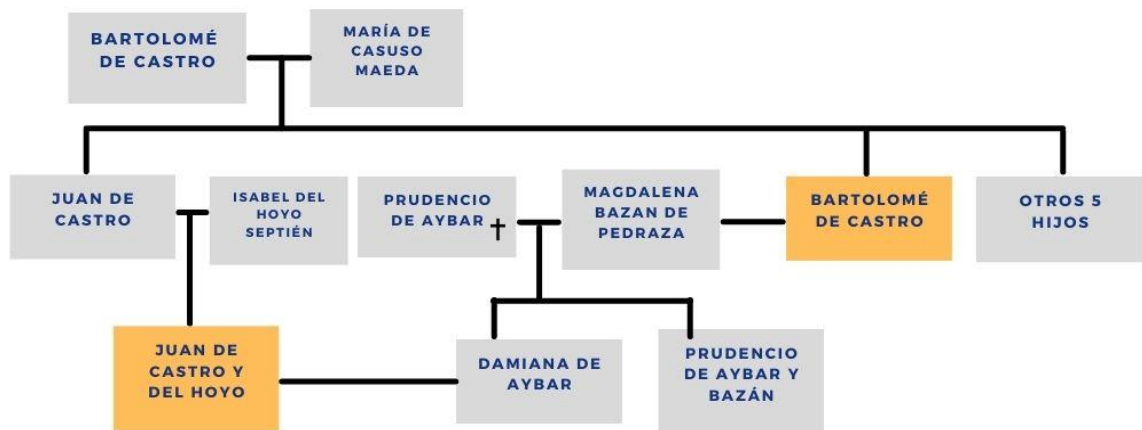 BARTOLOMÉ
DE CASTRO
MARÍA DE
CASUSO
MAEDA
JUAN DE
CASTRO
ISABEL DEL
HOYO
SEPTIÉN
PRUDENCIO
DE AYBAR
MAGDALENA
BAZAN DE
PEDRAZA
BARTOLOMÉ
DE CASTRO
OTROS 5
HIJOS
JUAN DE
CASTRO Y
DEL HOYO
DAMIANA DE
AYBAR
PRUDENCIO
DE AYBAR Y
BAZÁN